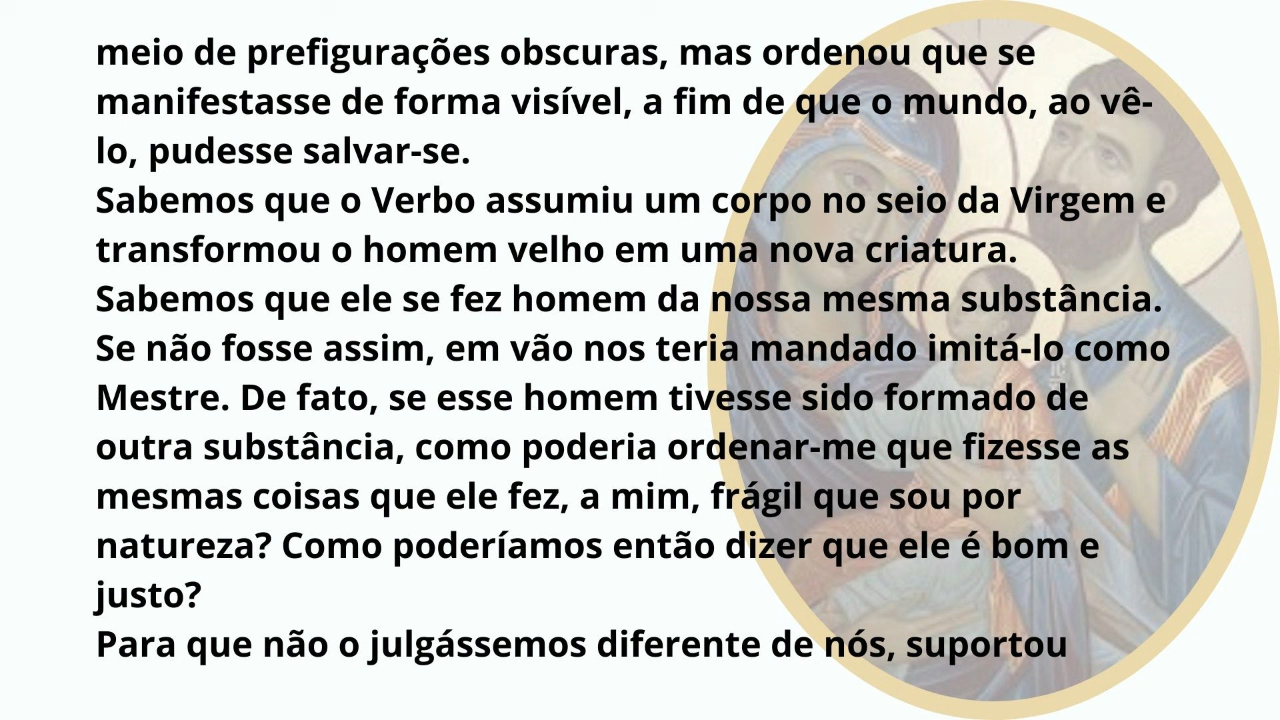 meio de prefigurações obscuras, mas ordenou que se
manifestasse de forma visível, a fim de que o mundo, ao vê-
lo, pudesse salvar-se.
Sabemos que o Verbo assumiu um corpo no seio da Virgem e
transformou o homem velho em uma nova criatura.
Sabemos que ele se fez homem da nossa mesma substância.
Se não fosse assim, em vão nos teria mandado imitá-lo como
Mestre. De fato, se esse homem tivesse sido formado de
outra substância, como poderia ordenar-me que fizesse as
mesmas coisas que ele fez, a mim, frágil que sou por
natureza? Como poderíamos então dizer que ele é bom e
justo?
Para que não o julgássemos diferente de nós, suportou